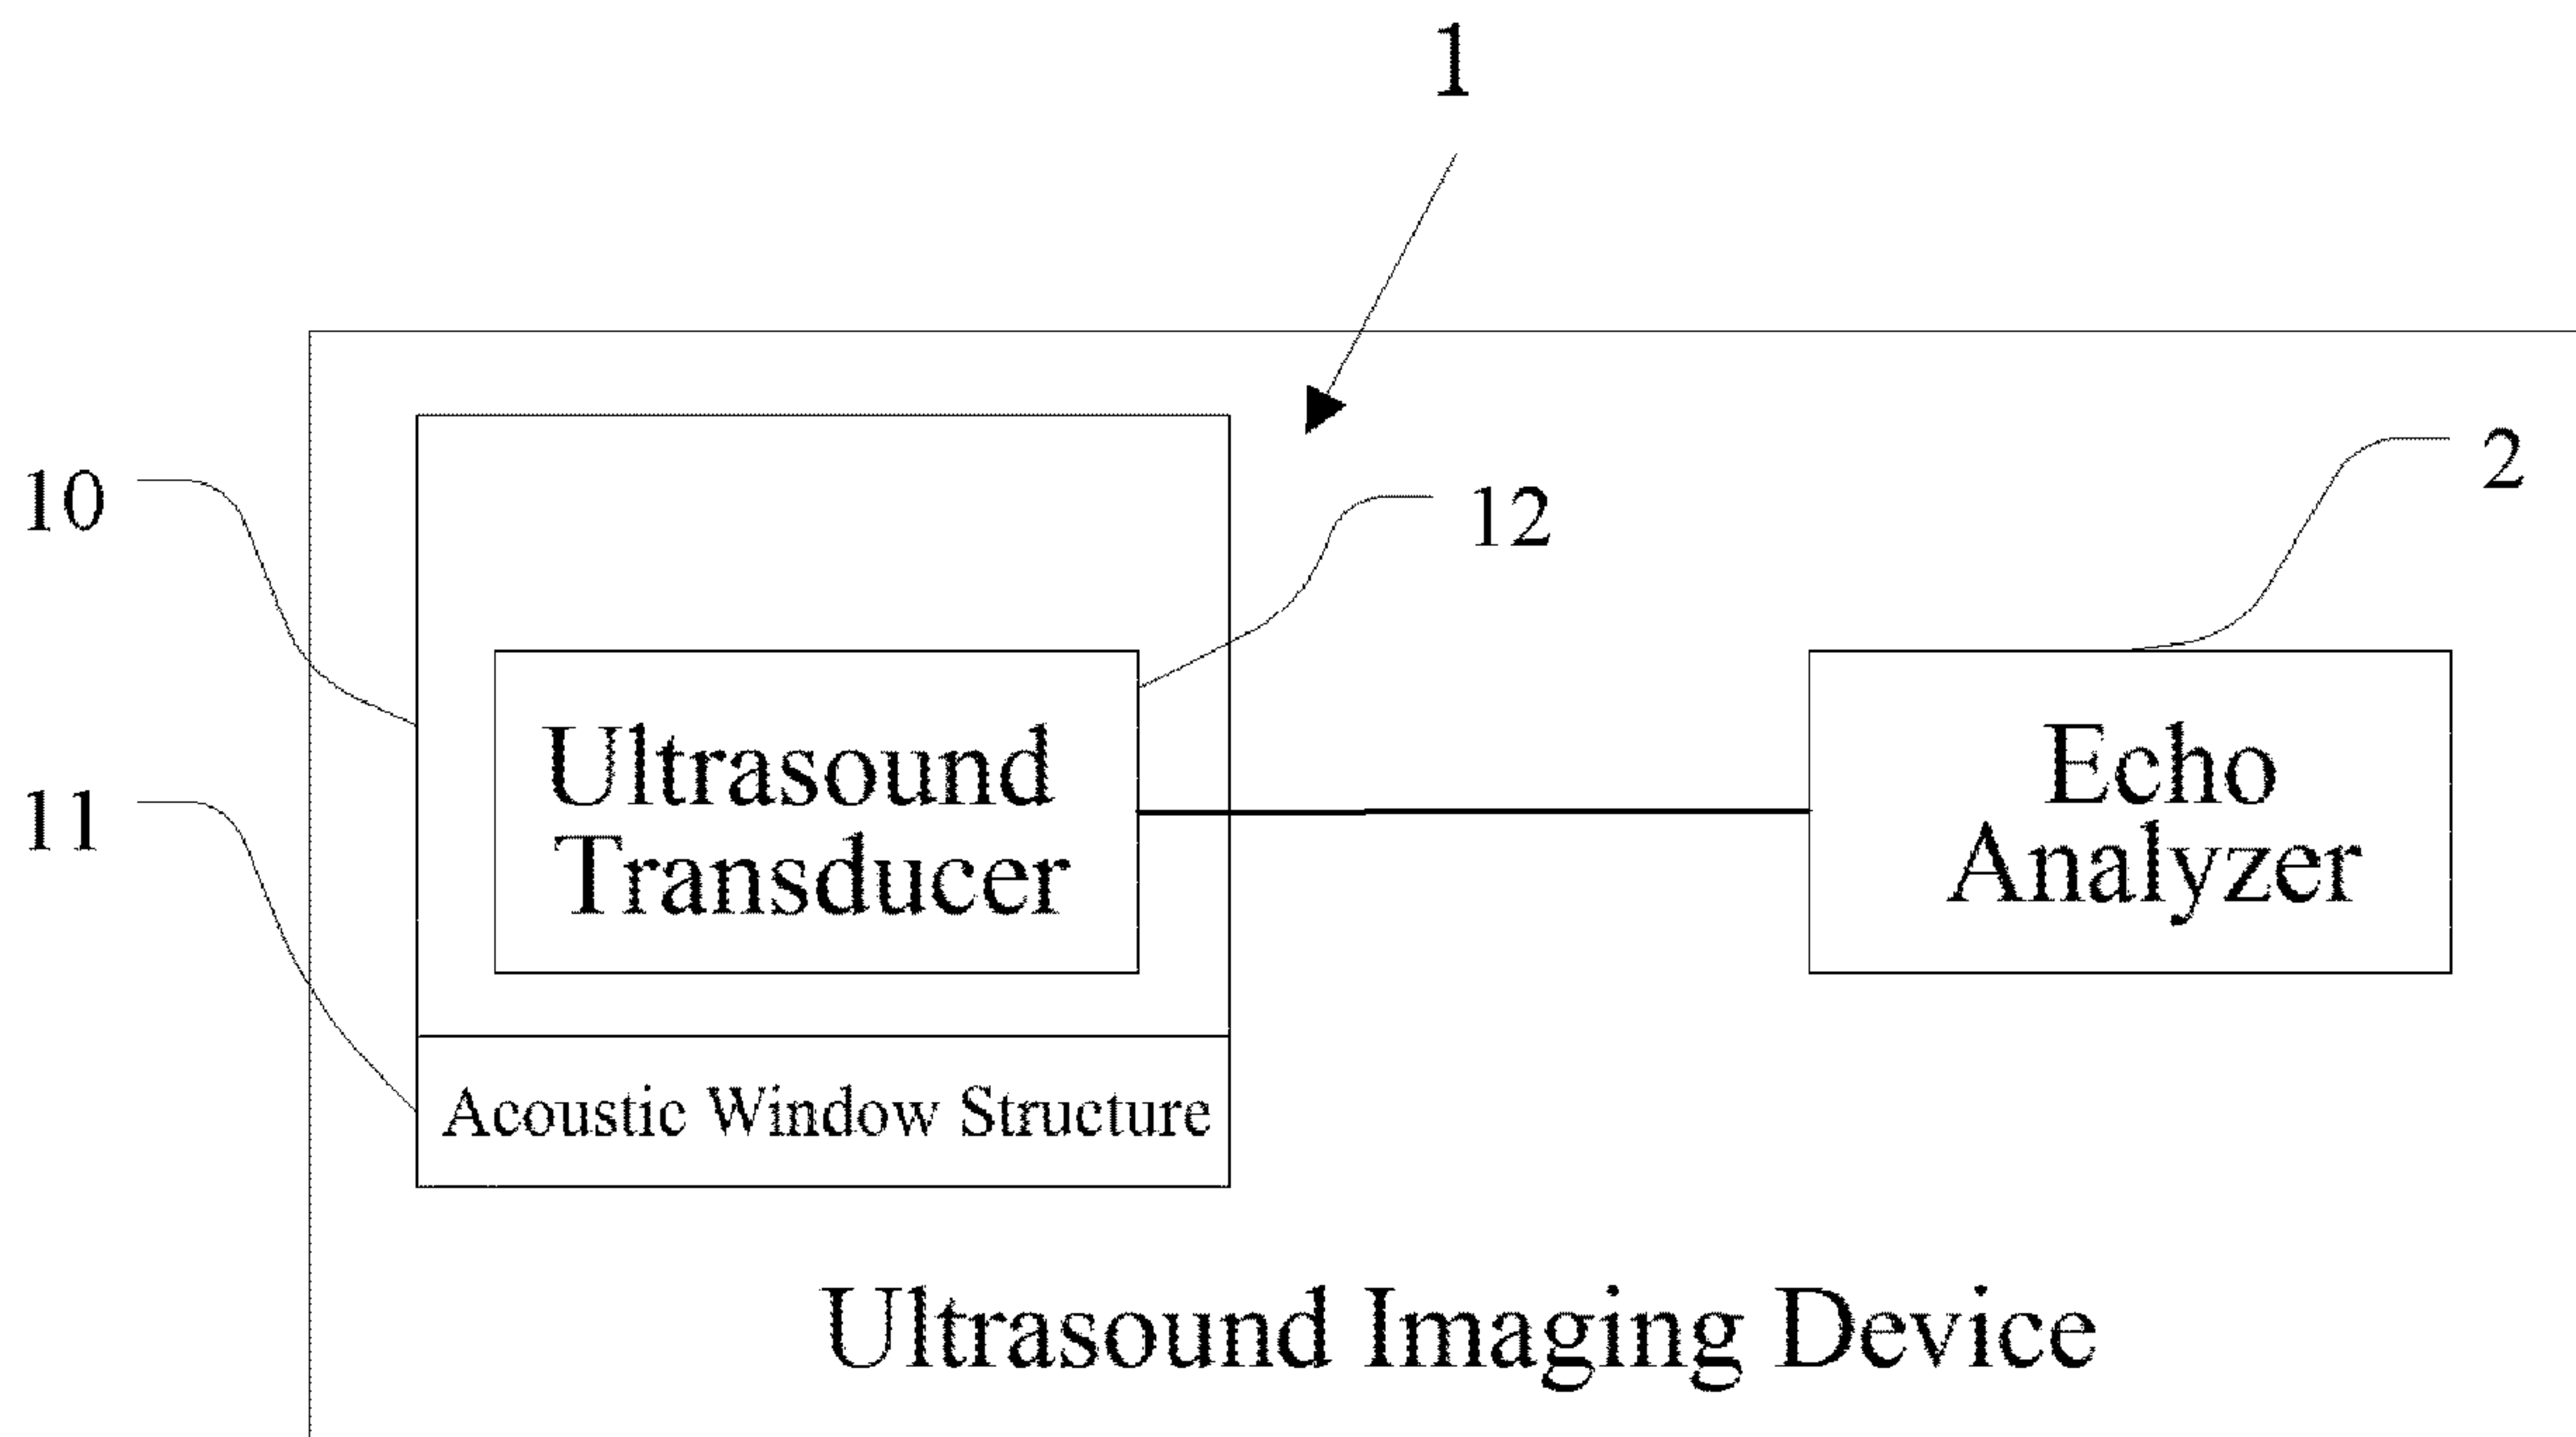 1
10
12
2
Ultrasound
Transducer
Echo
Analyzer
11
Acoustic Window Structure
Ultrasound Imaging Device